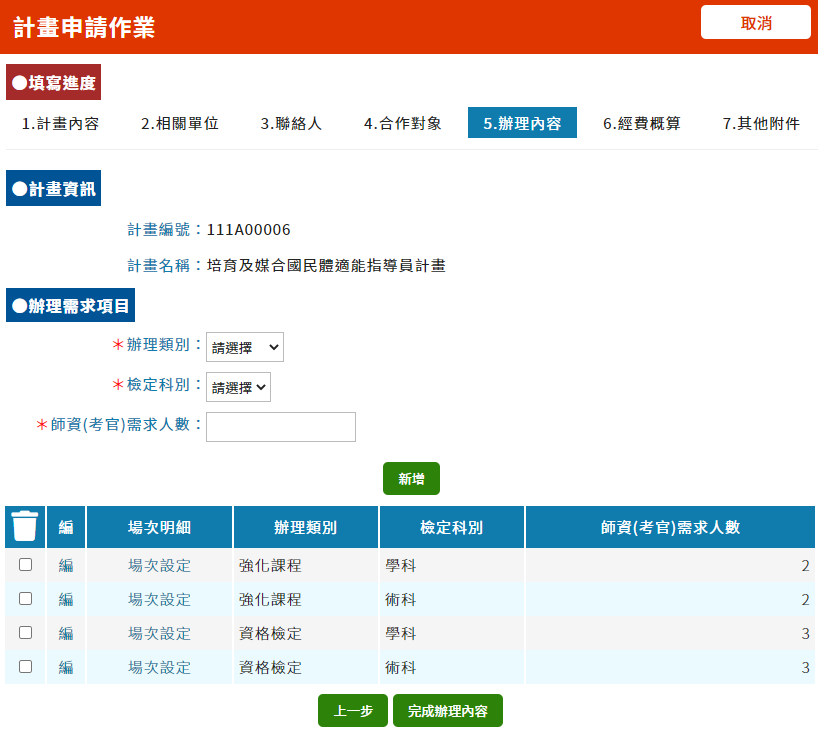 計畫申請作業
取消
●填寫進度
1.計畫內容 2.相關單位 3.聯絡人 4.合作對象 5.辦理內容 6.經費概算 7.其他附件
●計畫資訊
計畫編號：111A00006
計畫名稱：培育及媒合國民體適能指導員計畫
●辦理需求項目
＊辦理類別：請選擇
＊檢定科別：請選擇
＊師資(考官)需求人數：
新增
編 場次明細 辦理類別 檢定科別 師資(考官)需求人數
編 場次設定 強化課程 學科 2
編 場次設定 強化課程 術科 2
編 場次設定 資格檢定 學科 3
編 場次設定 資格檢定 術科 3
上一步 完成辦理內容